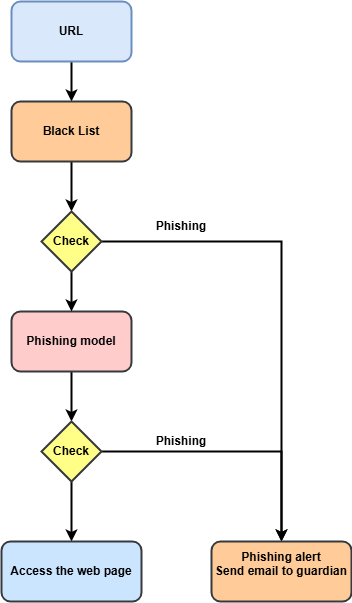 URL
Black List
Phishing
Check
Phishing model
Phishing
Check
Access the web page
Phishing alert
Send email to guardian